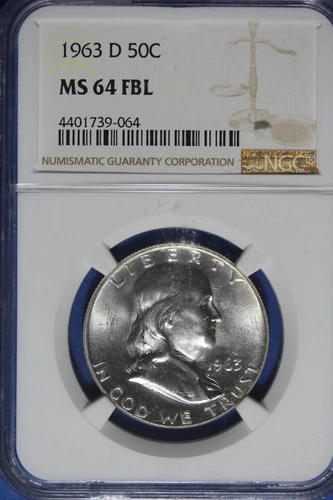 1963 D 50C
MS 64 FBL
4401739-064
NUMISMATIC GUARANTY CORPORATION
NGC
LIBERTY
1963
IN GOD WE TRUST